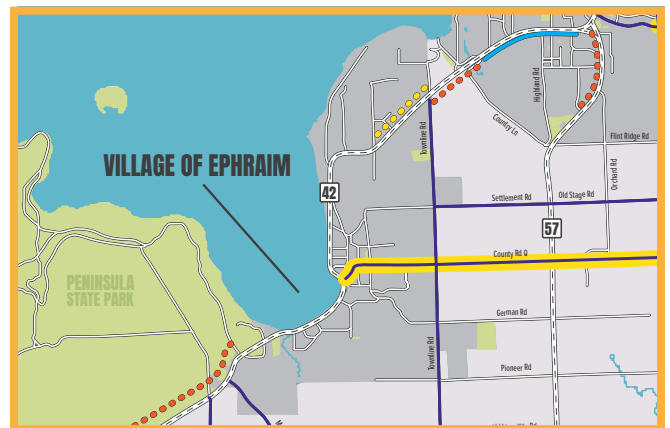 Highland Rd
Country Ln
Townline Rd
Flint Ridge Rd
VILLAGE OF EPHRAIM
Orchard Rd
42
Settlement Rd
Old Stage Rd
57
County Rd Q
PENINSULA
STATE PARK
German Rd
Townline Rd
Pioneer Rd